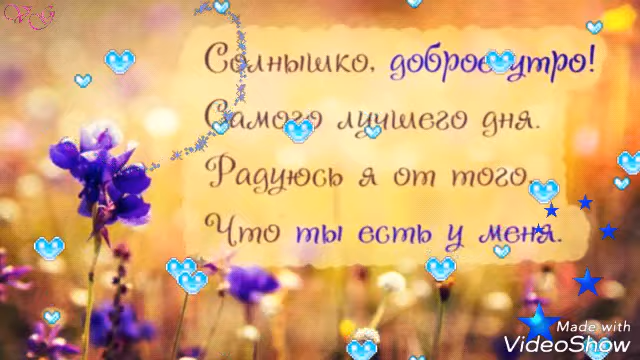 Солнышко, доброе утро!
Самого лучшего дня.
Радуюсь я от того,
Что ты есть у меня.
Made with
VideoShow